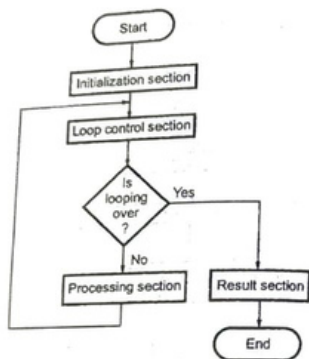 Start
Initialization section
Loop control section
Is
looping
over
?
Yes
No
Processing section
Result section
End